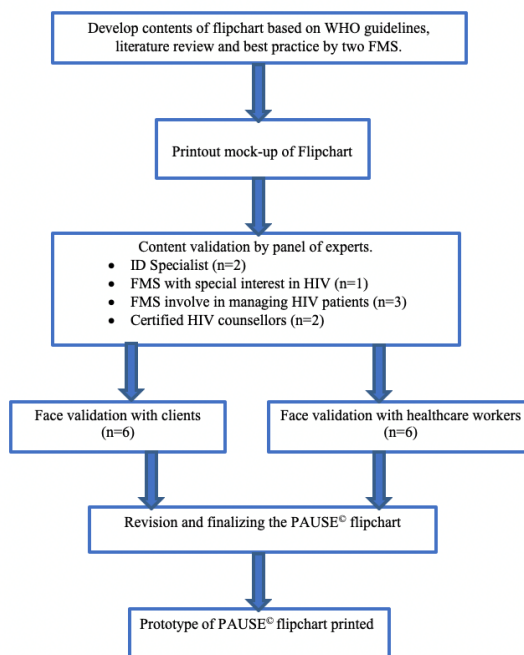 Develop contents of flipchart based on WHO guidelines,
literature review and best practice by two FMS.
Printout mock-up of Flipchart
Content validation by panel of experts.
• ID Specialist (n=2)
• FMS with special interest in HIV (n=1)
• FMS involve in managing HIV patients (n=3)
• Certified HIV counsellors (n=2)
Face validation with clients
(n=6)
Face validation with healthcare workers
(n=6)
Revision and finalizing the PAUSE© flipchart
Prototype of PAUSE© flipchart printed